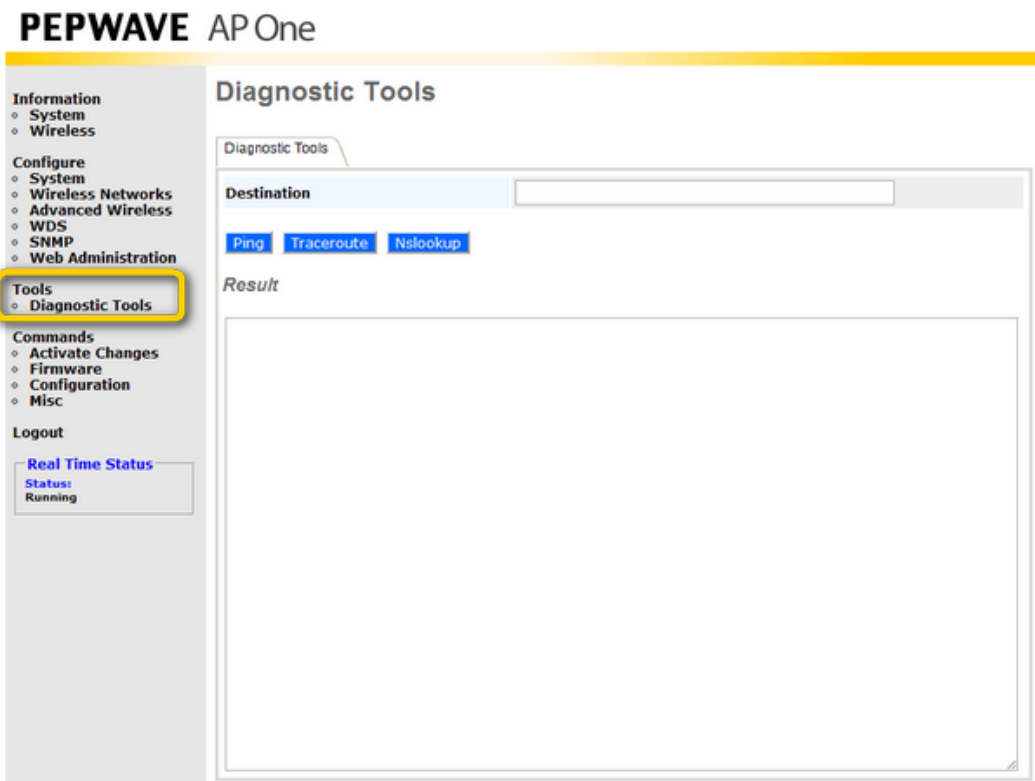 PEPWAVE AP One
Information
System
Wireless
Configure
System
Wireless Networks
Advanced Wireless
WDS
SNMP
Web Administration
Tools
Diagnostic Tools
Commands
Activate Changes
Firmware
Configuration
Misc
Logout
Real Time Status
Status:
Running
Diagnostic Tools
Diagnostic Tools
Destination
Ping Traceroute Nslookup
Result